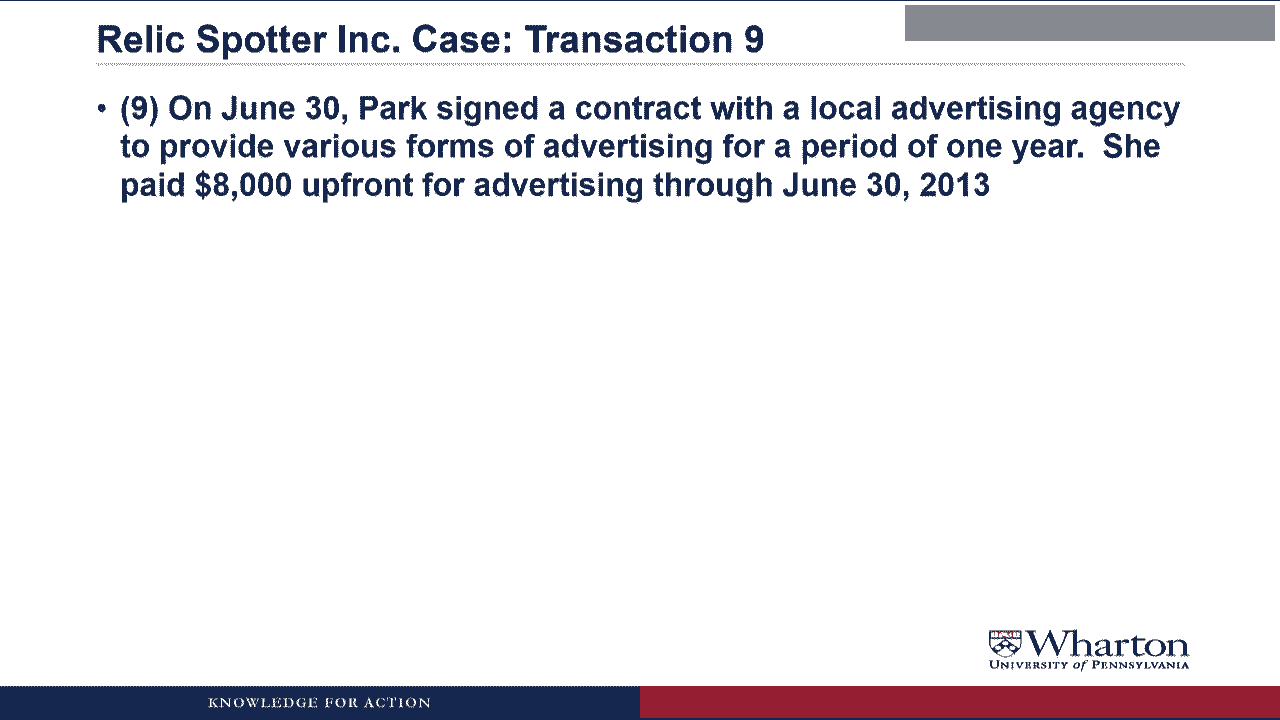 Relic Spotter Inc. Case: Transaction 9
• (9) On June 30, Park signed a contract with a local advertising agency
to provide various forms of advertising for a period of one year.  She
paid $8,000 upfront for advertising through June 30, 2013
Wharton
UNIVERSITY of PENNSYLVANIA
KNOWLEDGE FOR ACTION